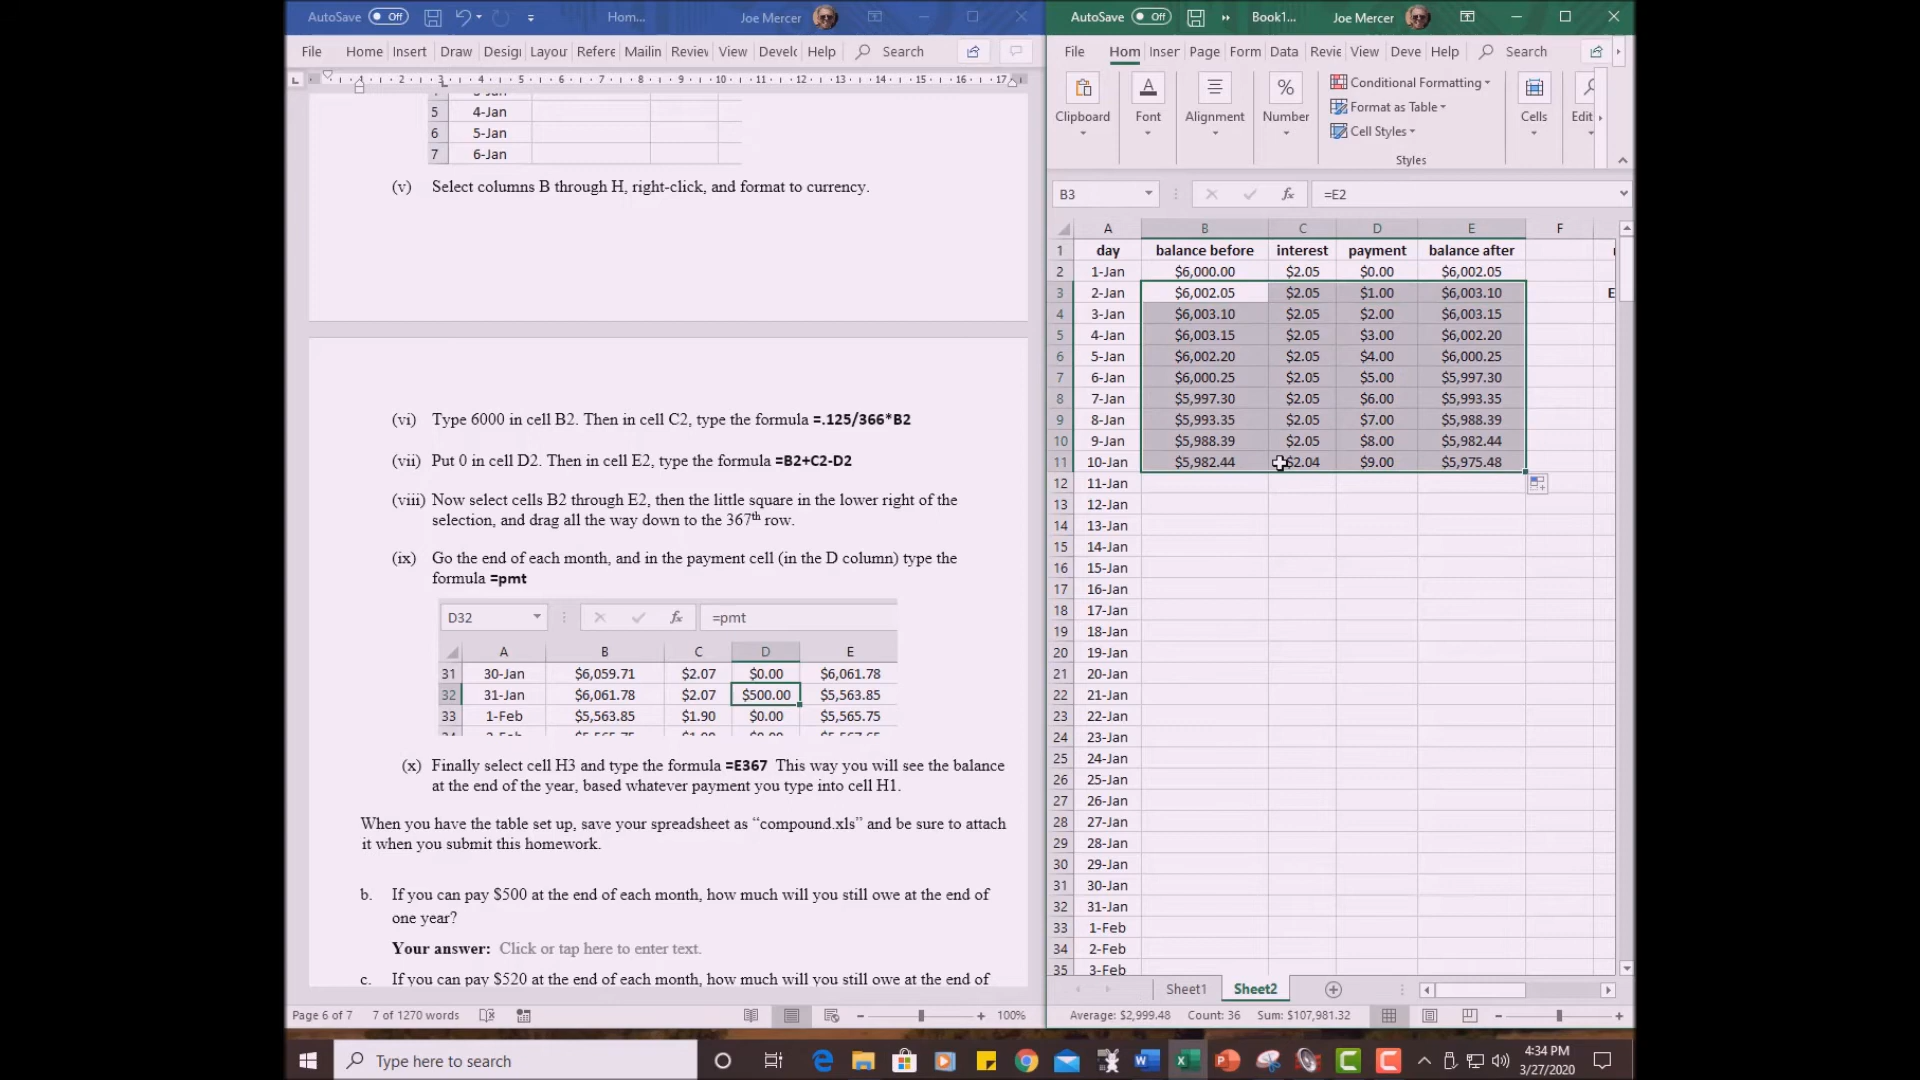 AutoSave Off Hom... Joe Mercer
File Home Insert Draw Desigı Layou Refere Mailin Review View Develc Help Search
1 2 3 4 5 6 7 8 9 10 11 12 13 14 15 16 17
5 4-Jan
6 5-Jan
7 6-Jan
(v) Select columns B through H, right-click, and format to currency.
(vi) Type 6000 in cell B2. Then in cell C2, type the formula =.125/366*B2
(vii) Put 0 in cell D2. Then in cell E2, type the formula =B2+C2-D2
(viii) Now select cells B2 through E2, then the little square in the lower right of the
selection, and drag all the way down to the 367th row.
(ix) Go the end of each month, and in the payment cell (in the D column) type the
formula =pmt
D32 fx =pmt
A B C D E
31 30-Jan $6,059.71 $2.07 $0.00 $6,061.78
32 31-Jan $6,061.78 $2.07 $500.00 $5,563.85
33 1-Feb $5,563.85 $1.90 $0.00 $5,565.75
(x) Finally select cell H3 and type the formula =E367 This way you will see the balance
at the end of the year, based whatever payment you type into cell H1.
When you have the table set up, save your spreadsheet as “compound.xls” and be sure to attach
it when you submit this homework.
b. If you can pay $500 at the end of each month, how much will you still owe at the end of
one year?
Your answer: Click or tap here to enter text.
c. If you can pay $520 at the end of each month, how much will you still owe at the end of
Page 6 of 7 7 of 1270 words 100%
AutoSave Off Book1... Joe Mercer
File Hom Inser Page Form Data Revie View Deve Help Search
Clipboard Font Alignment Number Conditional Formatting Format as Table Cell Styles Cells Edit
Styles
B3 fx =E2
A B C D E F
1 day balance before interest payment balance after
2 1-Jan $6,000.00 $2.05 $0.00 $6,002.05
3 2-Jan $6,002.05 $2.05 $1.00 $6,003.10 E
4 3-Jan $6,003.10 $2.05 $2.00 $6,003.15
5 4-Jan $6,003.15 $2.05 $3.00 $6,002.20
6 5-Jan $6,002.20 $2.05 $4.00 $6,000.25
7 6-Jan $6,000.25 $2.05 $5.00 $5,997.30
8 7-Jan $5,997.30 $2.05 $6.00 $5,993.35
9 8-Jan $5,993.35 $2.05 $7.00 $5,988.39
10 9-Jan $5,988.39 $2.05 $8.00 $5,982.44
11 10-Jan $5,982.44 $2.04 $9.00 $5,975.48
12 11-Jan
13 12-Jan
14 13-Jan
15 14-Jan
16 15-Jan
17 16-Jan
18 17-Jan
19 18-Jan
20 19-Jan
21 20-Jan
22 21-Jan
23 22-Jan
24 23-Jan
25 24-Jan
26 25-Jan
27 26-Jan
28 27-Jan
29 28-Jan
30 29-Jan
31 30-Jan
32 31-Jan
33 1-Feb
34 2-Feb
35 3-Feb
Sheet1 Sheet2
Average: $2,999.48 Count: 36 Sum: $107,981.32
Type here to search
4:34 PM
3/27/2020